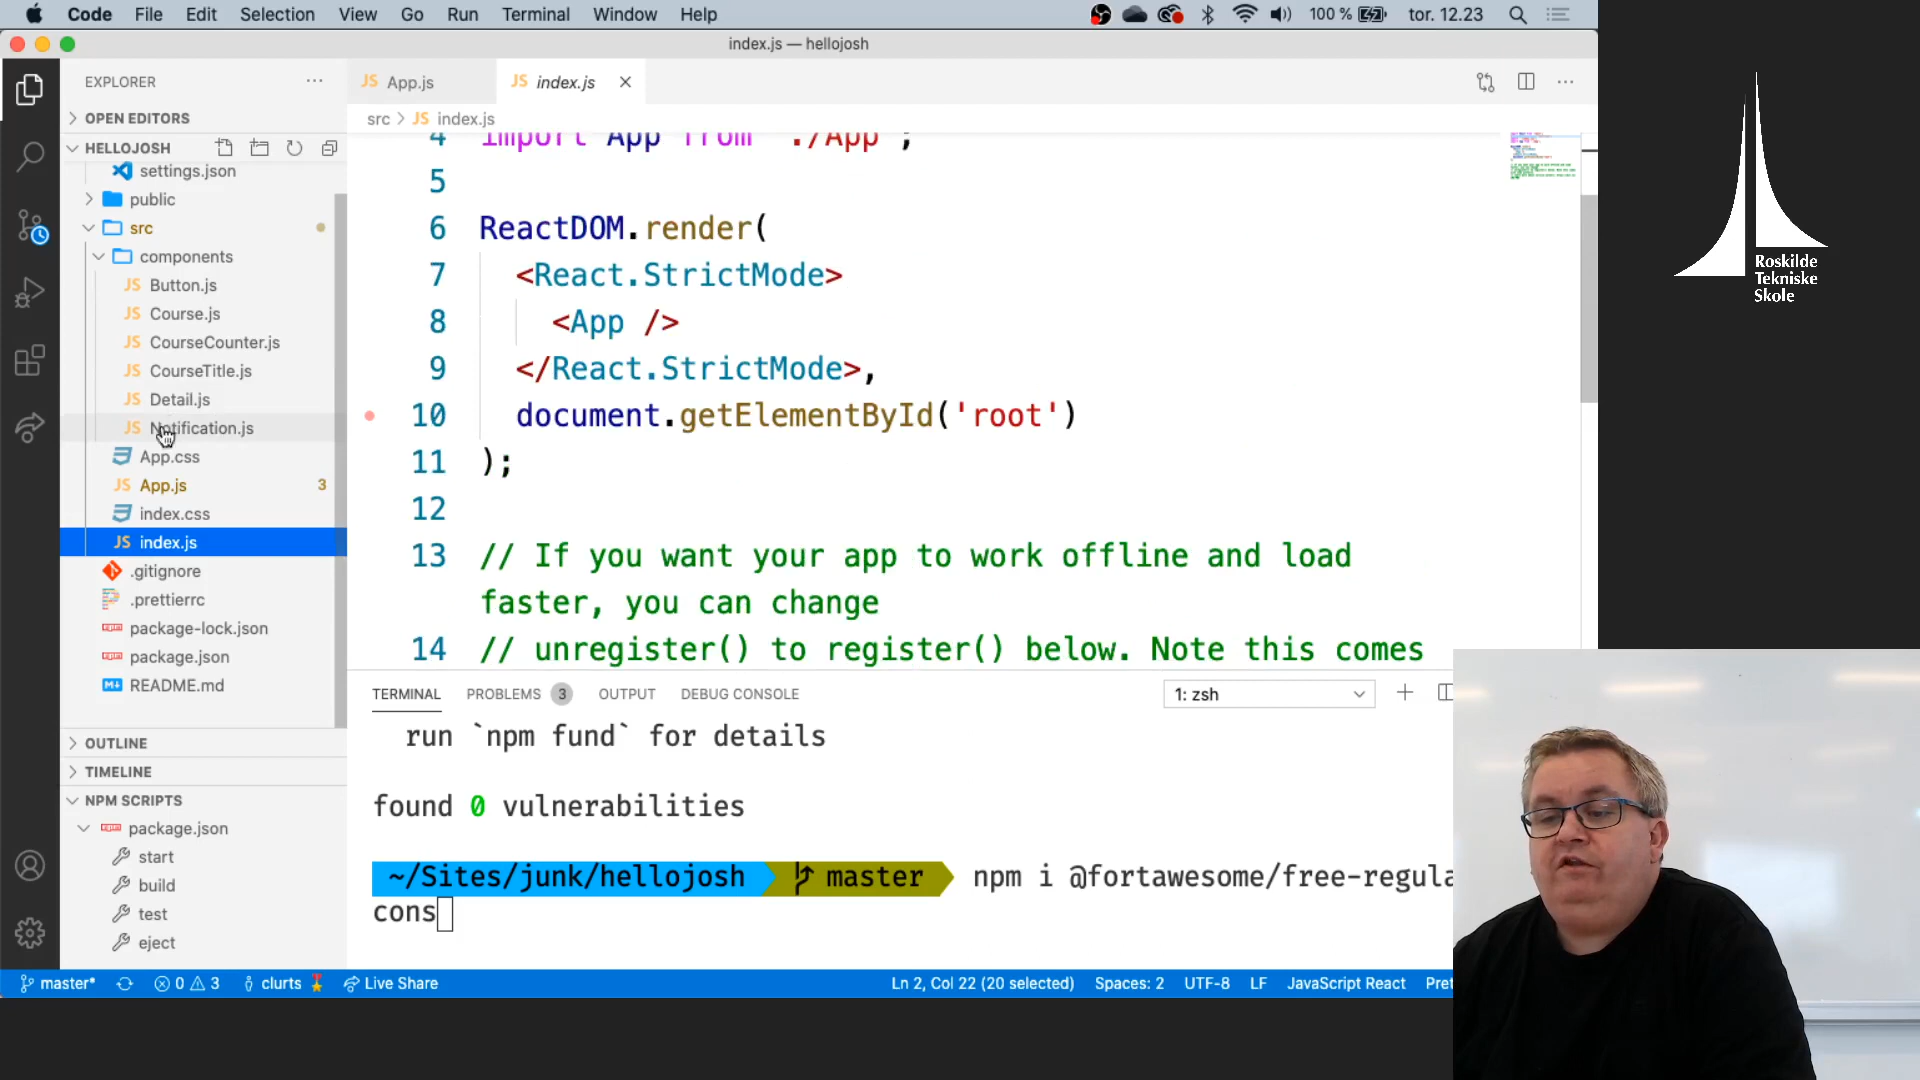 Code File Edit Selection View Go Run Terminal Window Help 100 % tor. 12.23
index.js — hellojosh
EXPLORER
OPEN EDITORS
HELLOJOSH
settings.json
public
src
components
JS Button.js
JS Course.js
JS CourseCounter.js
JS CourseTitle.js
JS Detail.js
JS Notification.js
App.css
JS App.js 3
index.css
JS index.js
.gitignore
.prettierrc
package-lock.json
package.json
README.md
OUTLINE
TIMELINE
NPM SCRIPTS
package.json
start
build
test
eject
JS App.js JS index.js
src > JS index.js
4 import App from './App';
5
6 ReactDOM.render(
7 <React.StrictMode>
8 <App />
9 </React.StrictMode>,
10 document.getElementById('root')
11 );
12
13 // If you want your app to work offline and load
faster, you can change
14 // unregister() to register() below. Note this comes
TERMINAL PROBLEMS 3 OUTPUT DEBUG CONSOLE 1: zsh
run `npm fund` for details
found 0 vulnerabilities
~/Sites/junk/hellojosh master npm i @fortawesome/free-regula
cons
master* 0 3 clurts Live Share Ln 2, Col 22 (20 selected) Spaces: 2 UTF-8 LF JavaScript React Pret
Roskilde
Tekniske
Skole